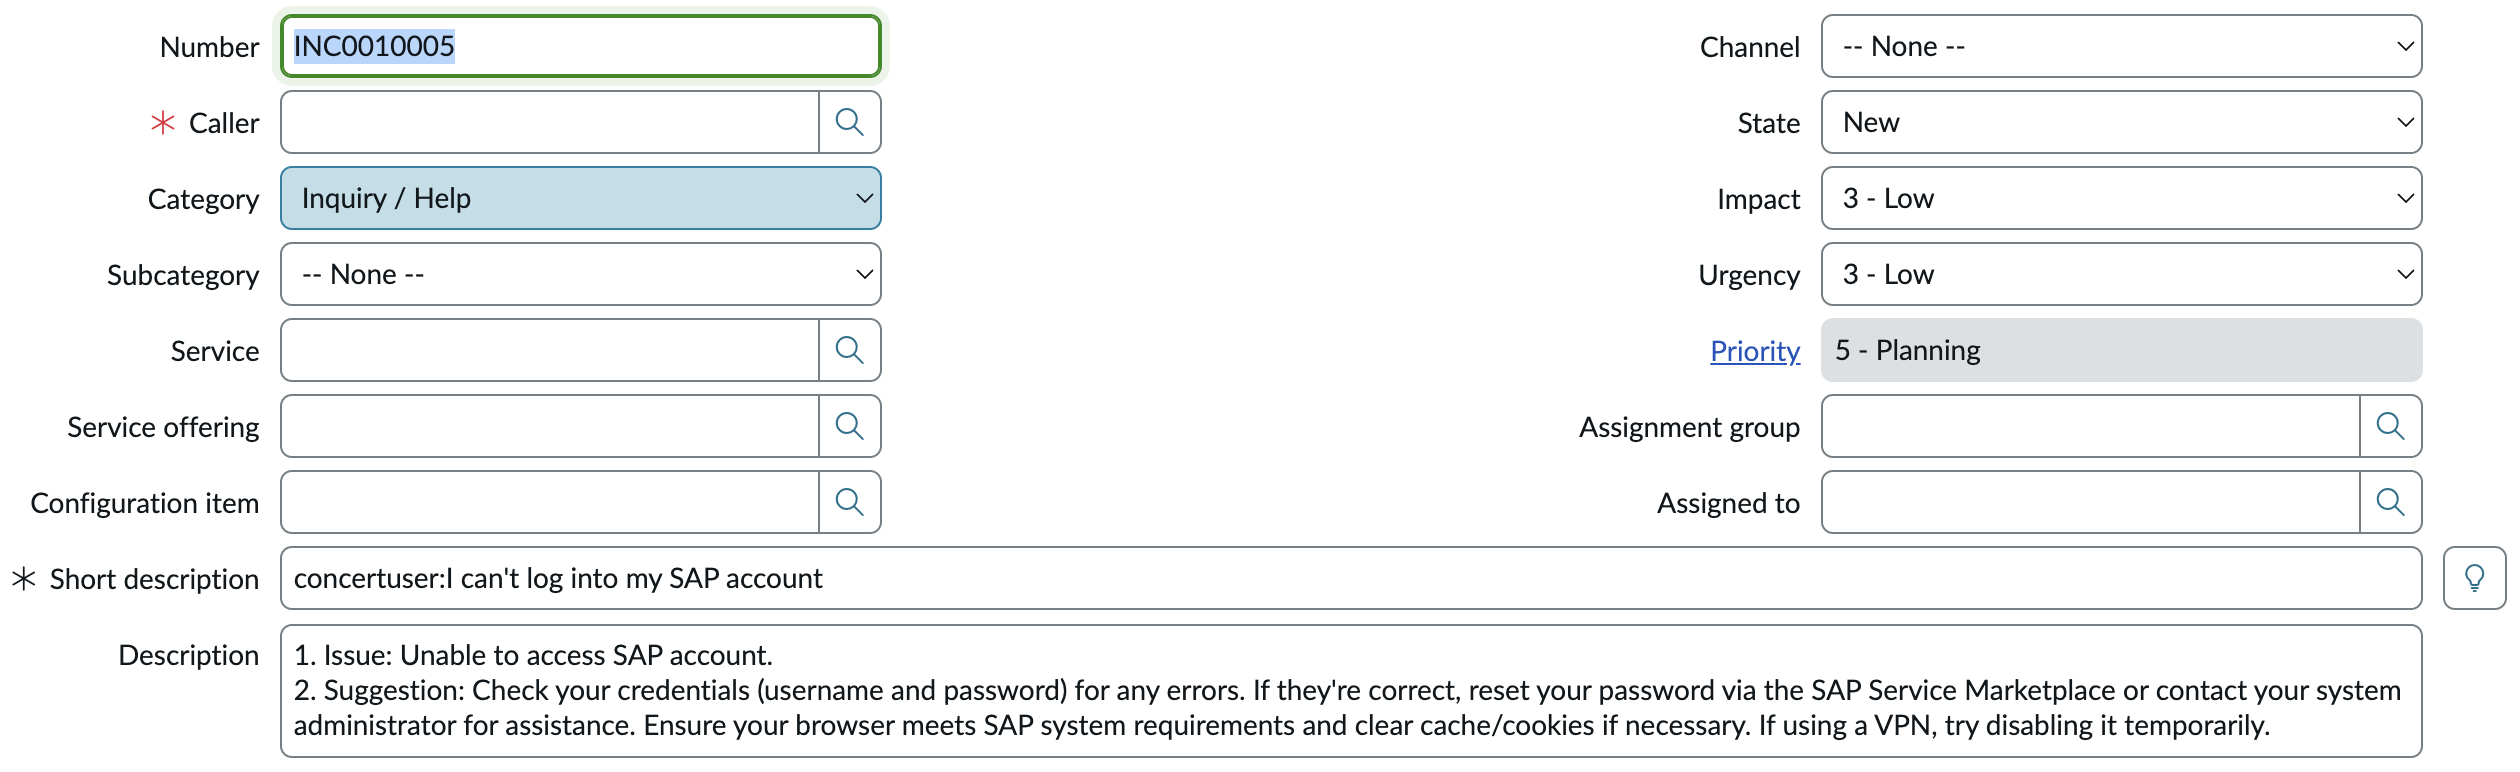 Number INC0010005
Channel -- None --
* Caller
State New
Category Inquiry / Help
Impact 3 - Low
Subcategory -- None --
Urgency 3 - Low
Service
Priority 5 - Planning
Service offering
Assignment group
Configuration item
Assigned to
* Short description concertuser:I can't log into my SAP account
Description 1. Issue: Unable to access SAP account.
2. Suggestion: Check your credentials (username and password) for any errors. If they're correct, reset your password via the SAP Service Marketplace or contact your system
administrator for assistance. Ensure your browser meets SAP system requirements and clear cache/cookies if necessary. If using a VPN, try disabling it temporarily.